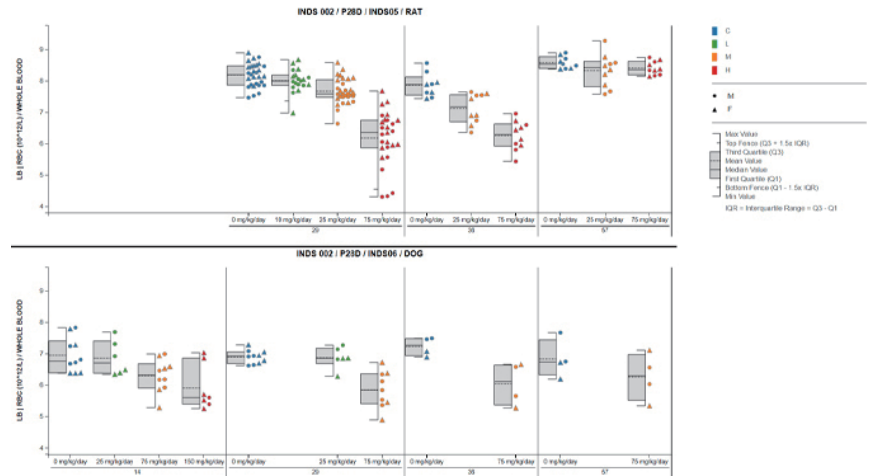 INDS 002 / P28D / INDS05 / RAT
LB | RBC (10^12/L) / WHOLE BLOOD
9
8
7
6
5
4
0 mg/kg/day 18 mg/kg/day 25 mg/kg/day 75 mg/kg/day 0 mg/kg/day 25 mg/kg/day 75 mg/kg/day 0 mg/kg/day 25 mg/kg/day 75 mg/kg/day
29 36 57
C
L
M
H
M
F
Max Value
Top Fence (Q3 + 1.5x IQR)
Third Quartile (Q3)
Mean Value
Median Value
First Quartile (Q1)
Bottom Fence (Q1 - 1.5x IQR)
Min Value
IQR = Interquartile Range = Q3 - Q1
INDS 002 / P28D / INDS06 / DOG
LB | RBC (10^12/L) / WHOLE BLOOD
9
8
7
6
5
4
0 mg/kg/day 25 mg/kg/day 75 mg/kg/day 150 mg/kg/day 0 mg/kg/day 25 mg/kg/day 75 mg/kg/day 0 mg/kg/day 75 mg/kg/day 0 mg/kg/day 75 mg/kg/day
14 29 36 57